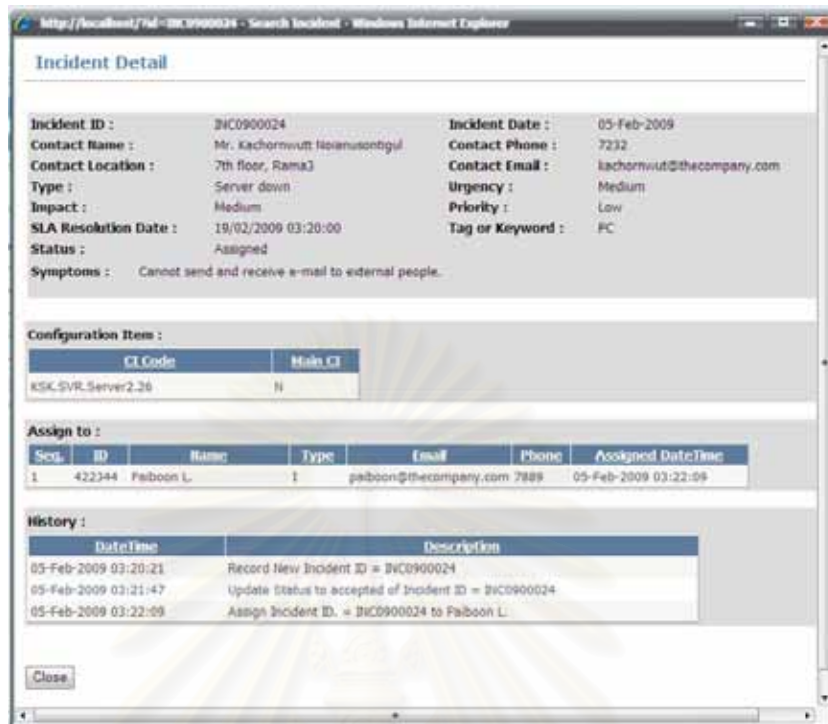 http://localhost/?id=INC0900024 - Search Incident - Windows Internet Explorer
Incident Detail
Incident ID : INC0900024 Incident Date : 05-Feb-2009
Contact Name : Mr. Kachornwutt Noianusontigul Contact Phone : 7232
Contact Location : 7th floor, Rama3 Contact Email : kachornwut@thecompany.com
Type : Server down Urgency : Medium
Impact : Medium Priority : Low
SLA Resolution Date : 19/02/2009 03:20:00 Tag or Keyword : PC
Status : Assigned
Symptoms : Cannot send and receive e-mail to external people.
Configuration Item :
CI Code Main CI
KSK.SVR.Server2.26 N
Assign to :
Seq. ID Name Type Email Phone Assigned DateTime
1 422344 Paiboon L. 1 paiboon@thecompany.com 7889 05-Feb-2009 03:22:09
History :
DateTime Description
05-Feb-2009 03:20:21 Record New Incident ID = INC0900024
05-Feb-2009 03:21:47 Update Status to accepted of Incident ID = INC0900024
05-Feb-2009 03:22:09 Assign Incident ID. = INC0900024 to Paiboon L.
Close